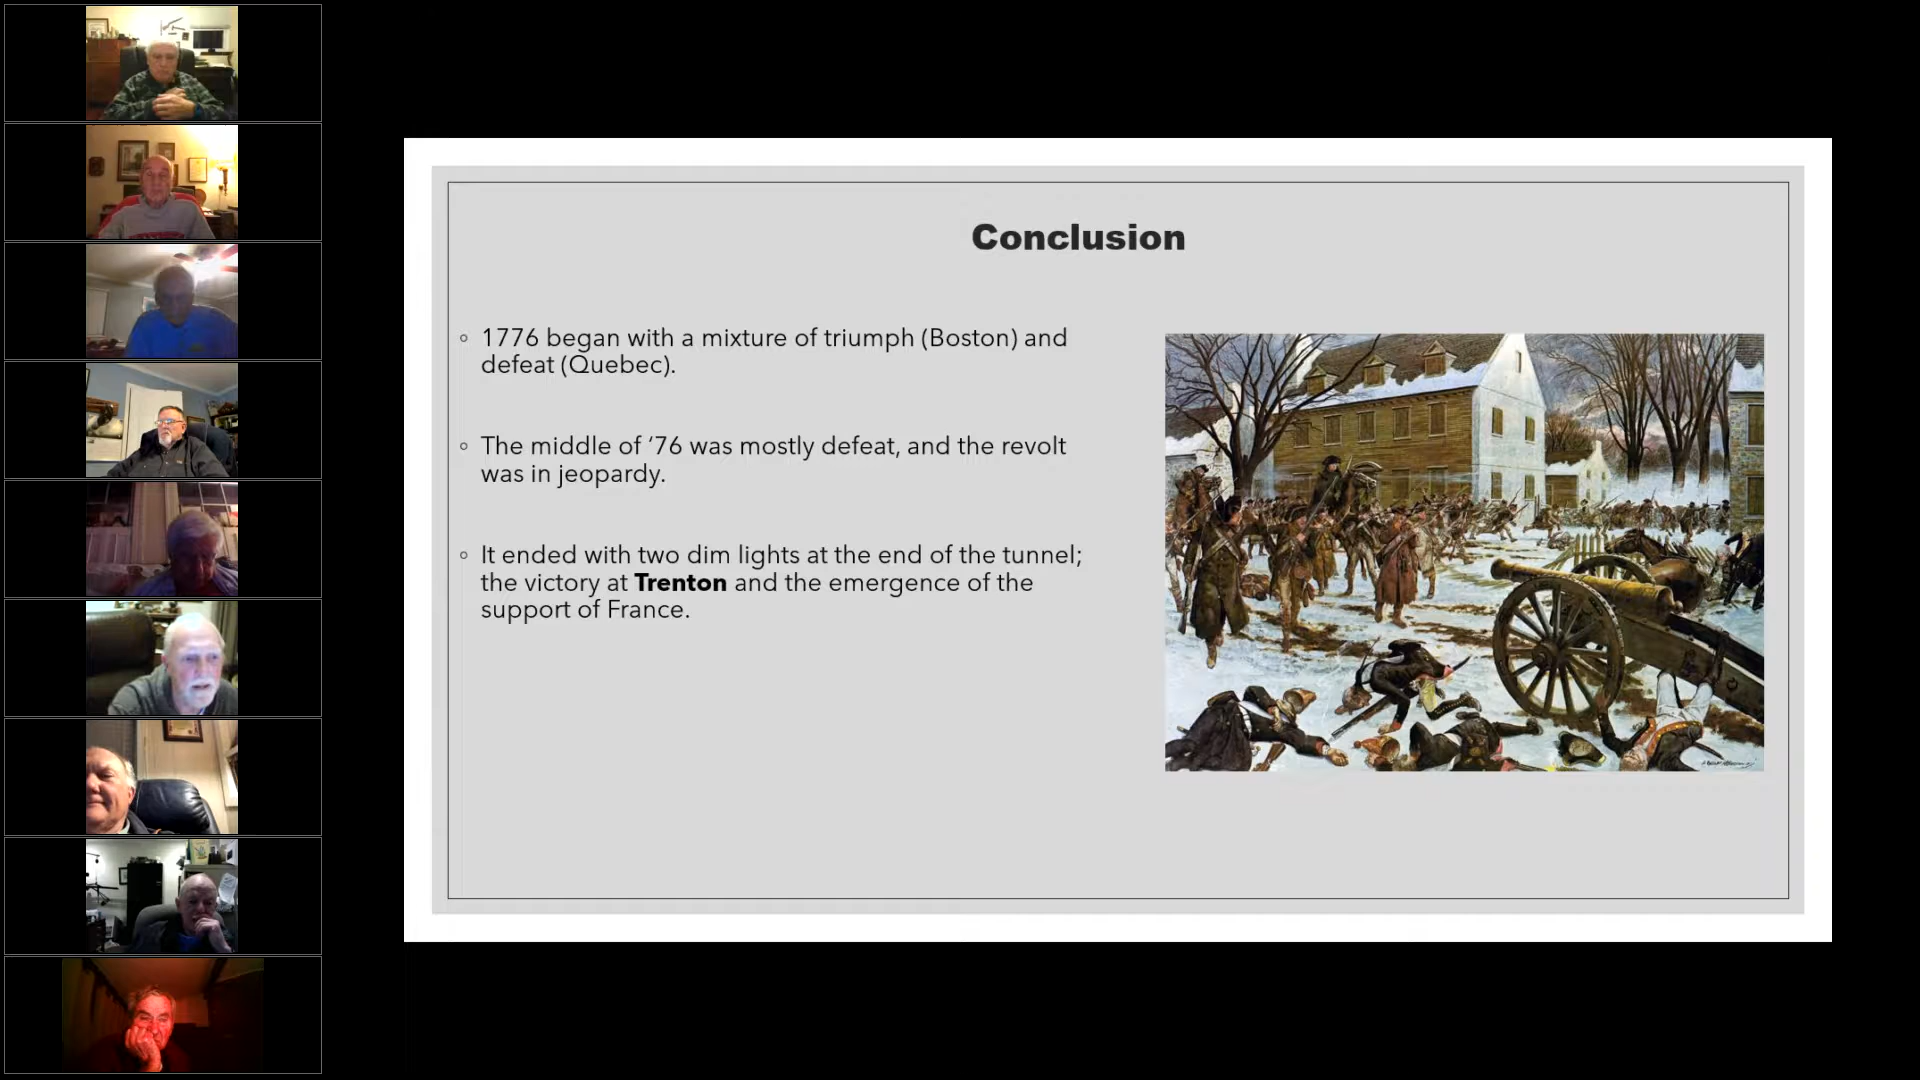 Conclusion
◦ 1776 began with a mixture of triumph (Boston) and
defeat (Quebec).
◦ The middle of ‘76 was mostly defeat, and the revolt
was in jeopardy.
◦ It ended with two dim lights at the end of the tunnel;
the victory at Trenton and the emergence of the
support of France.